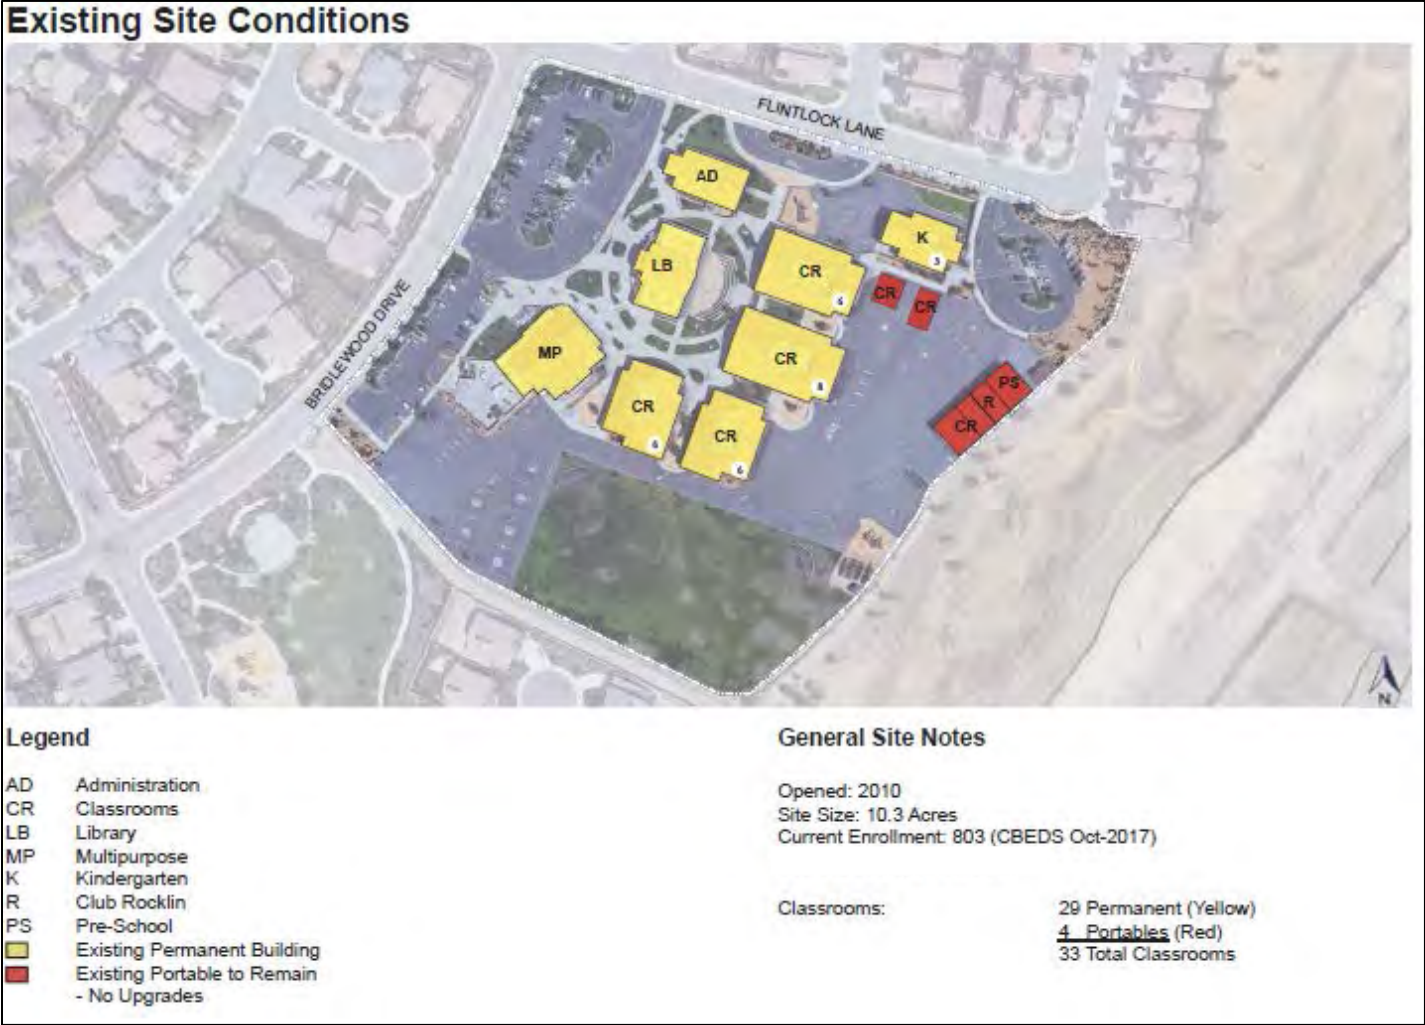 Existing Site Conditions
FLINTLOCK LANE
AD
K
3
LB
CR
CR
CR
BRIDLEWOOD DRIVE
MP
CR
8
PS
R
CR
CR
6
CR
6
N
Legend
AD Administration
CR Classrooms
LB Library
MP Multipurpose
K Kindergarten
R Club Rocklin
PS Pre-School
Existing Permanent Building
Existing Portable to Remain
- No Upgrades
General Site Notes
Opened: 2010
Site Size: 10.3 Acres
Current Enrollment: 803 (CBEDS Oct-2017)
Classrooms: 29 Permanent (Yellow)
4 Portables (Red)
33 Total Classrooms